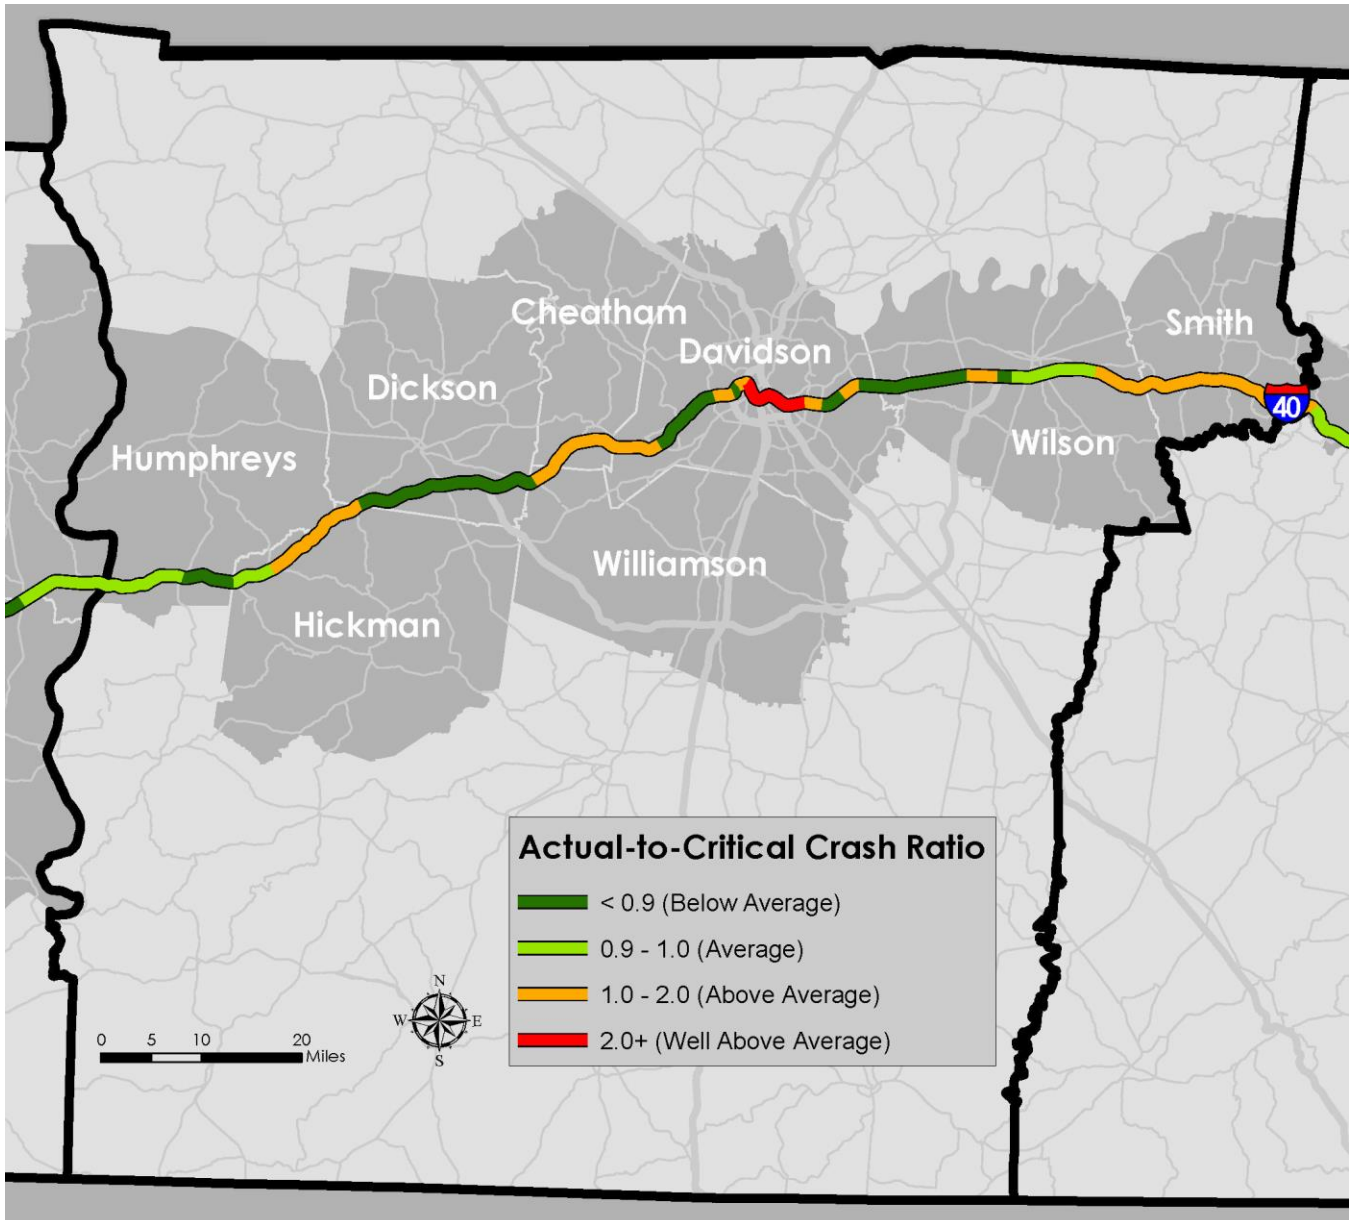 Cheatham
Smith
Davidson
Dickson
40
Wilson
Humphreys
Williamson
Hickman
Actual-to-Critical Crash Ratio
< 0.9 (Below Average)
0.9 - 1.0 (Average)
1.0 - 2.0 (Above Average)
2.0+ (Well Above Average)
N
W E
S
0 5 10 20
Miles